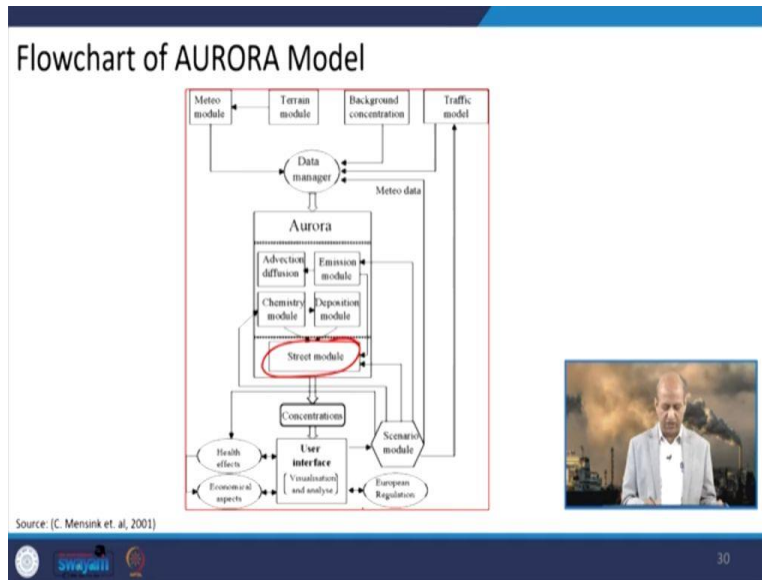 Flowchart of AURORA Model
Meteo
module
Terrain
module
Background
concentration
Traffic
model
Data
manager
Meteo data
Aurora
Advection
diffusion
Emission
module
Chemistry
module
Deposition
module
Street module
Concentrations
Scenario
module
Health
effects
User
interface
Visualisation
and analyse
Economical
aspects
European
Regulation
Source: (C. Mensink et. al, 2001)
swayam
30